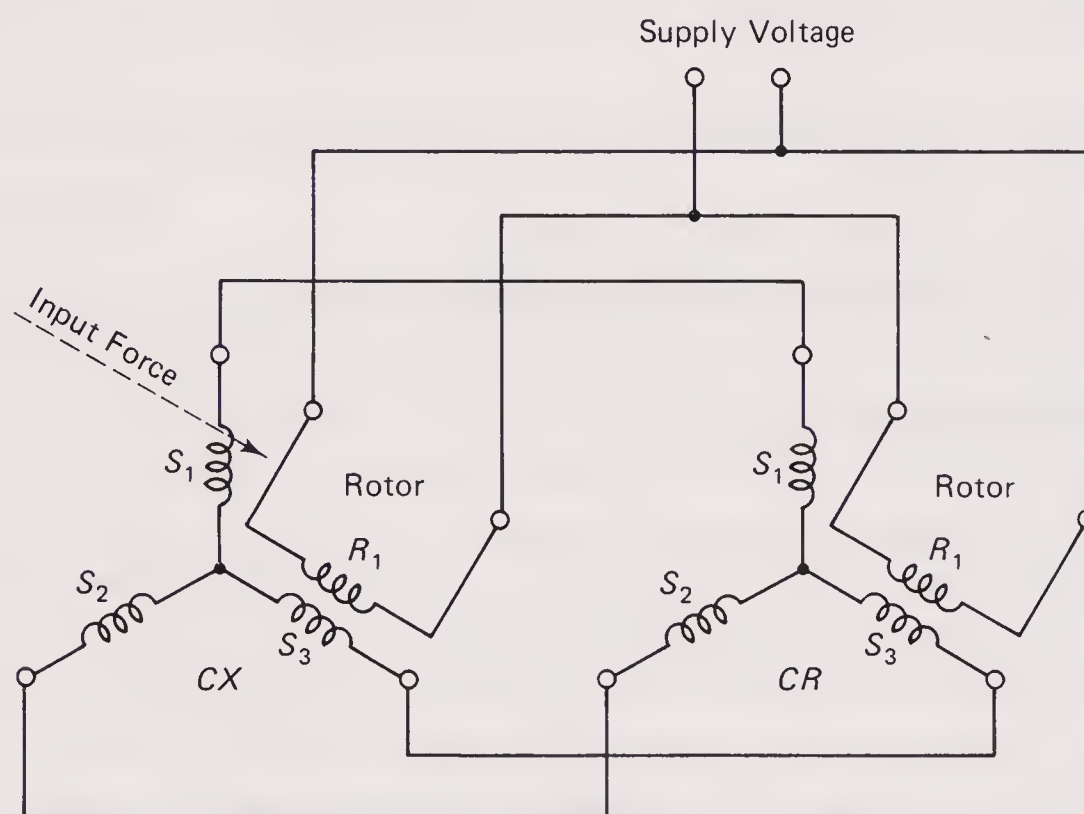 Supply Voltage
Input Force
S1
Rotor
R1
S2
S3
CX
S1
Rotor
R1
S2
S3
CR